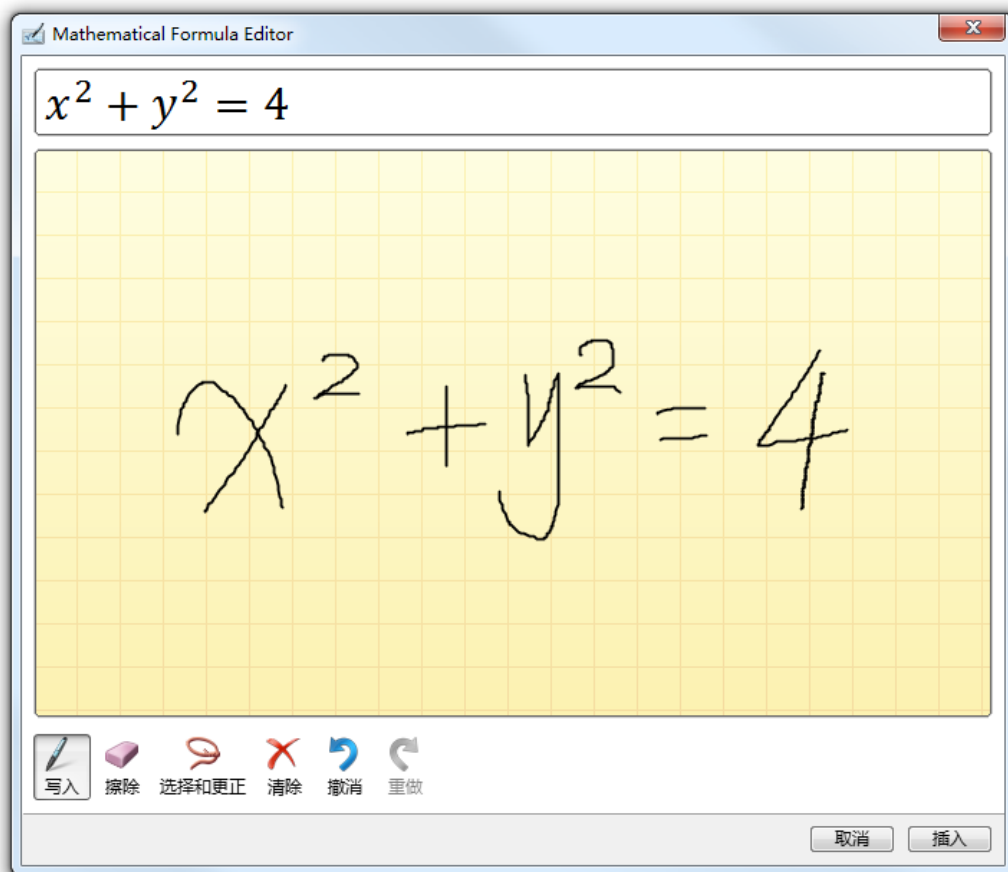 Mathematical Formula Editor
x² + y² = 4
x² + y² = 4
写入 擦除 选择和更正 清除 撤消 重做
取消 插入